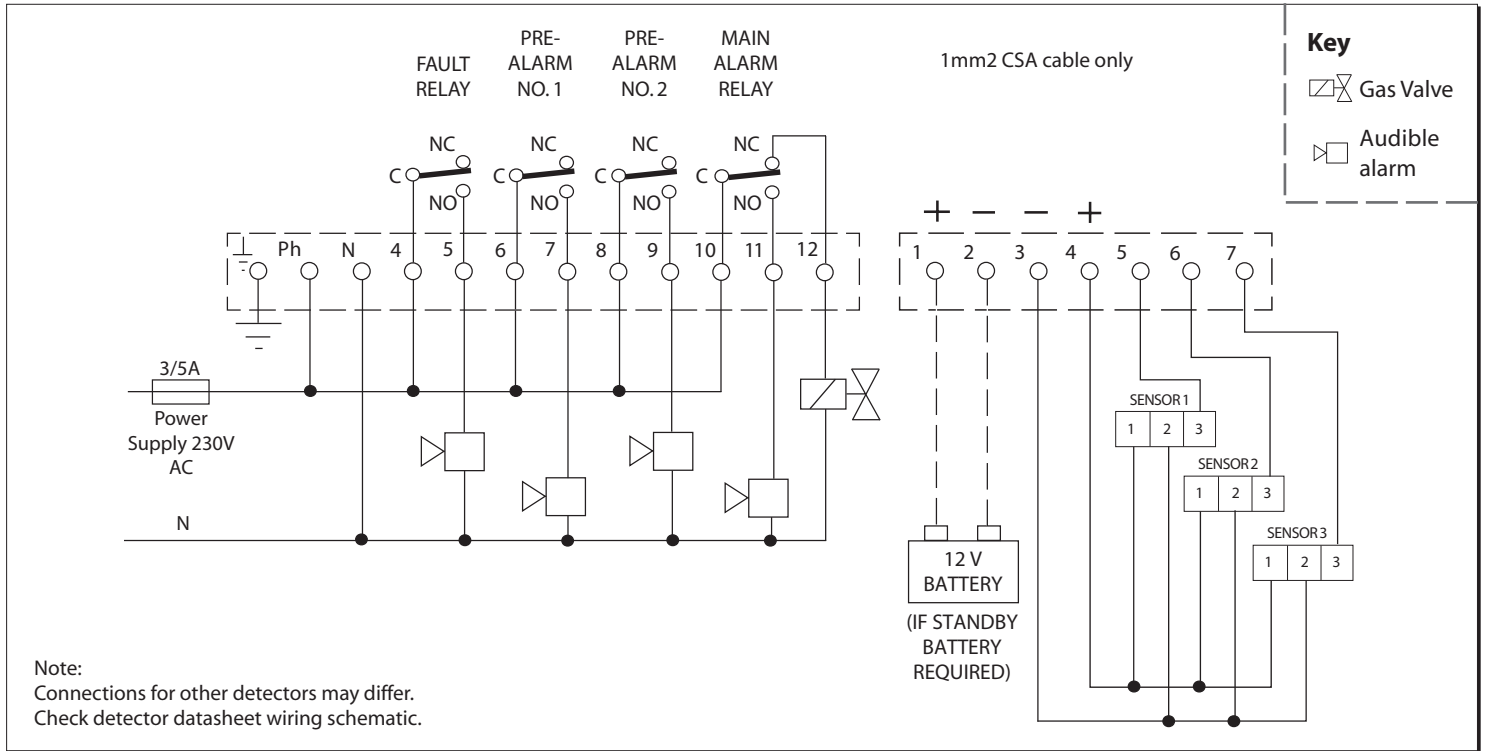 FAULT
RELAY
PRE-
ALARM
NO. 1
PRE-
ALARM
NO. 2
MAIN
ALARM
RELAY
1mm2 CSA cable only
Key
Gas Valve
Audible
alarm
NC NC NC NC
C C C C
NO NO NO NO
+ – – +
Ph N 4 5 6 7 8 9 10 11 12
1 2 3 4 5 6 7
3/5A
Power
Supply 230V
AC
N
SENSOR 1
1 2 3
SENSOR 2
1 2 3
SENSOR 3
1 2 3
12 V
BATTERY
(IF STANDBY
BATTERY
REQUIRED)
Note:
Connections for other detectors may differ.
Check detector datasheet wiring schematic.